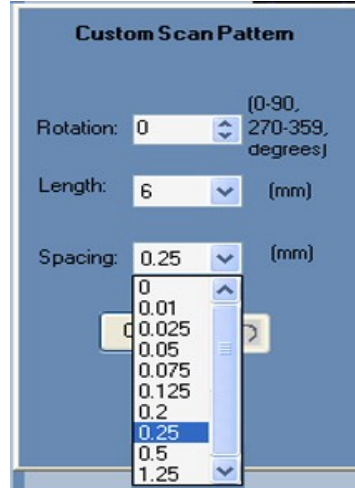 Custom Scan Pattern
(0-90,
Rotation: 0 270-359,
degrees)
Length: 6 (mm)
Spacing: 0.25 (mm)
0
0.01
0.025
0.05
0.075
0.125
0.2
0.25
0.5
1.25